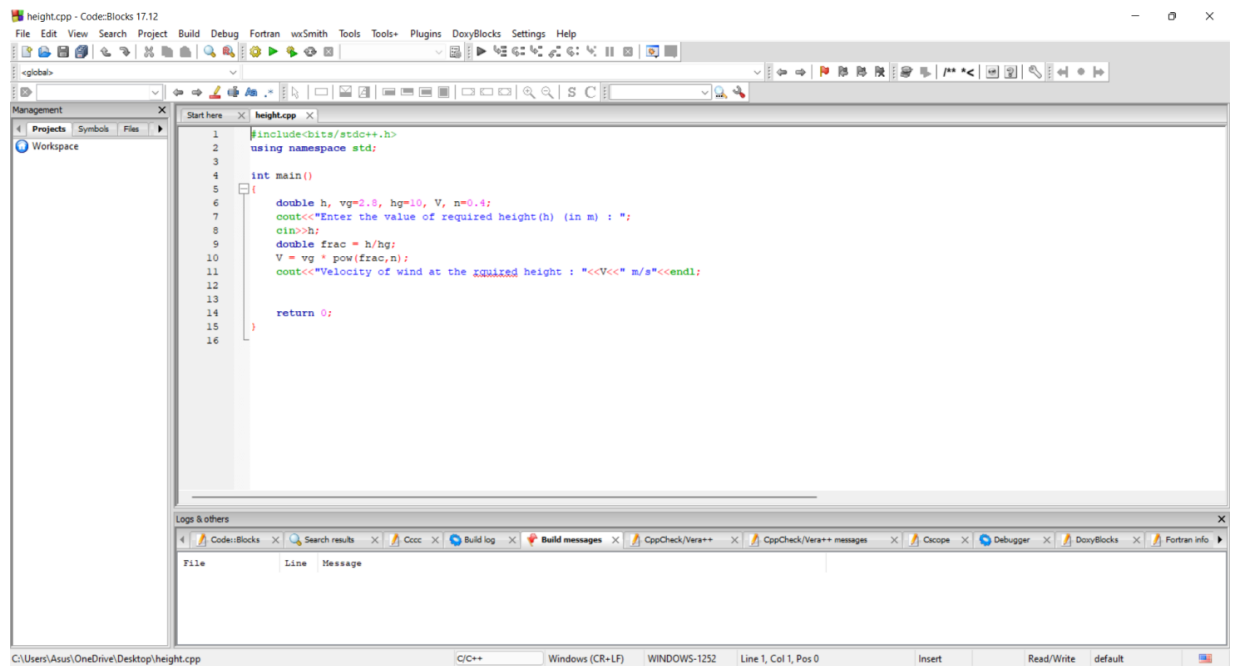 height.cpp - Code::Blocks 17.12
File Edit View Search Project Build Debug Fortran wxSmith Tools Tools+ Plugins DoxyBlocks Settings Help
<global>
/** *<
S C
Management
Start here height.cpp
Projects Symbols Files
Workspace
1 #include<bits/stdc++.h>
2 using namespace std;
3
4 int main()
5 {
6 double h, vg=2.8, hg=10, V, n=0.4;
7 cout<<"Enter the value of required height(h) (in m) : ";
8 cin>>h;
9 double frac = h/hg;
10 V = vg * pow(frac,n);
11 cout<<"Velocity of wind at the rquired height : "<<V<<" m/s"<<endl;
12
13
14 return 0;
15 }
16
Logs & others
Code::Blocks Search results Cccc Build log Build messages CppCheck/Vera++ CppCheck/Vera++ messages Cscope Debugger DoxyBlocks Fortran info
File Line Message
C:\Users\Asus\OneDrive\Desktop\height.cpp C/C++ Windows (CR+LF) WINDOWS-1252 Line 1, Col 1, Pos 0 Insert Read/Write default